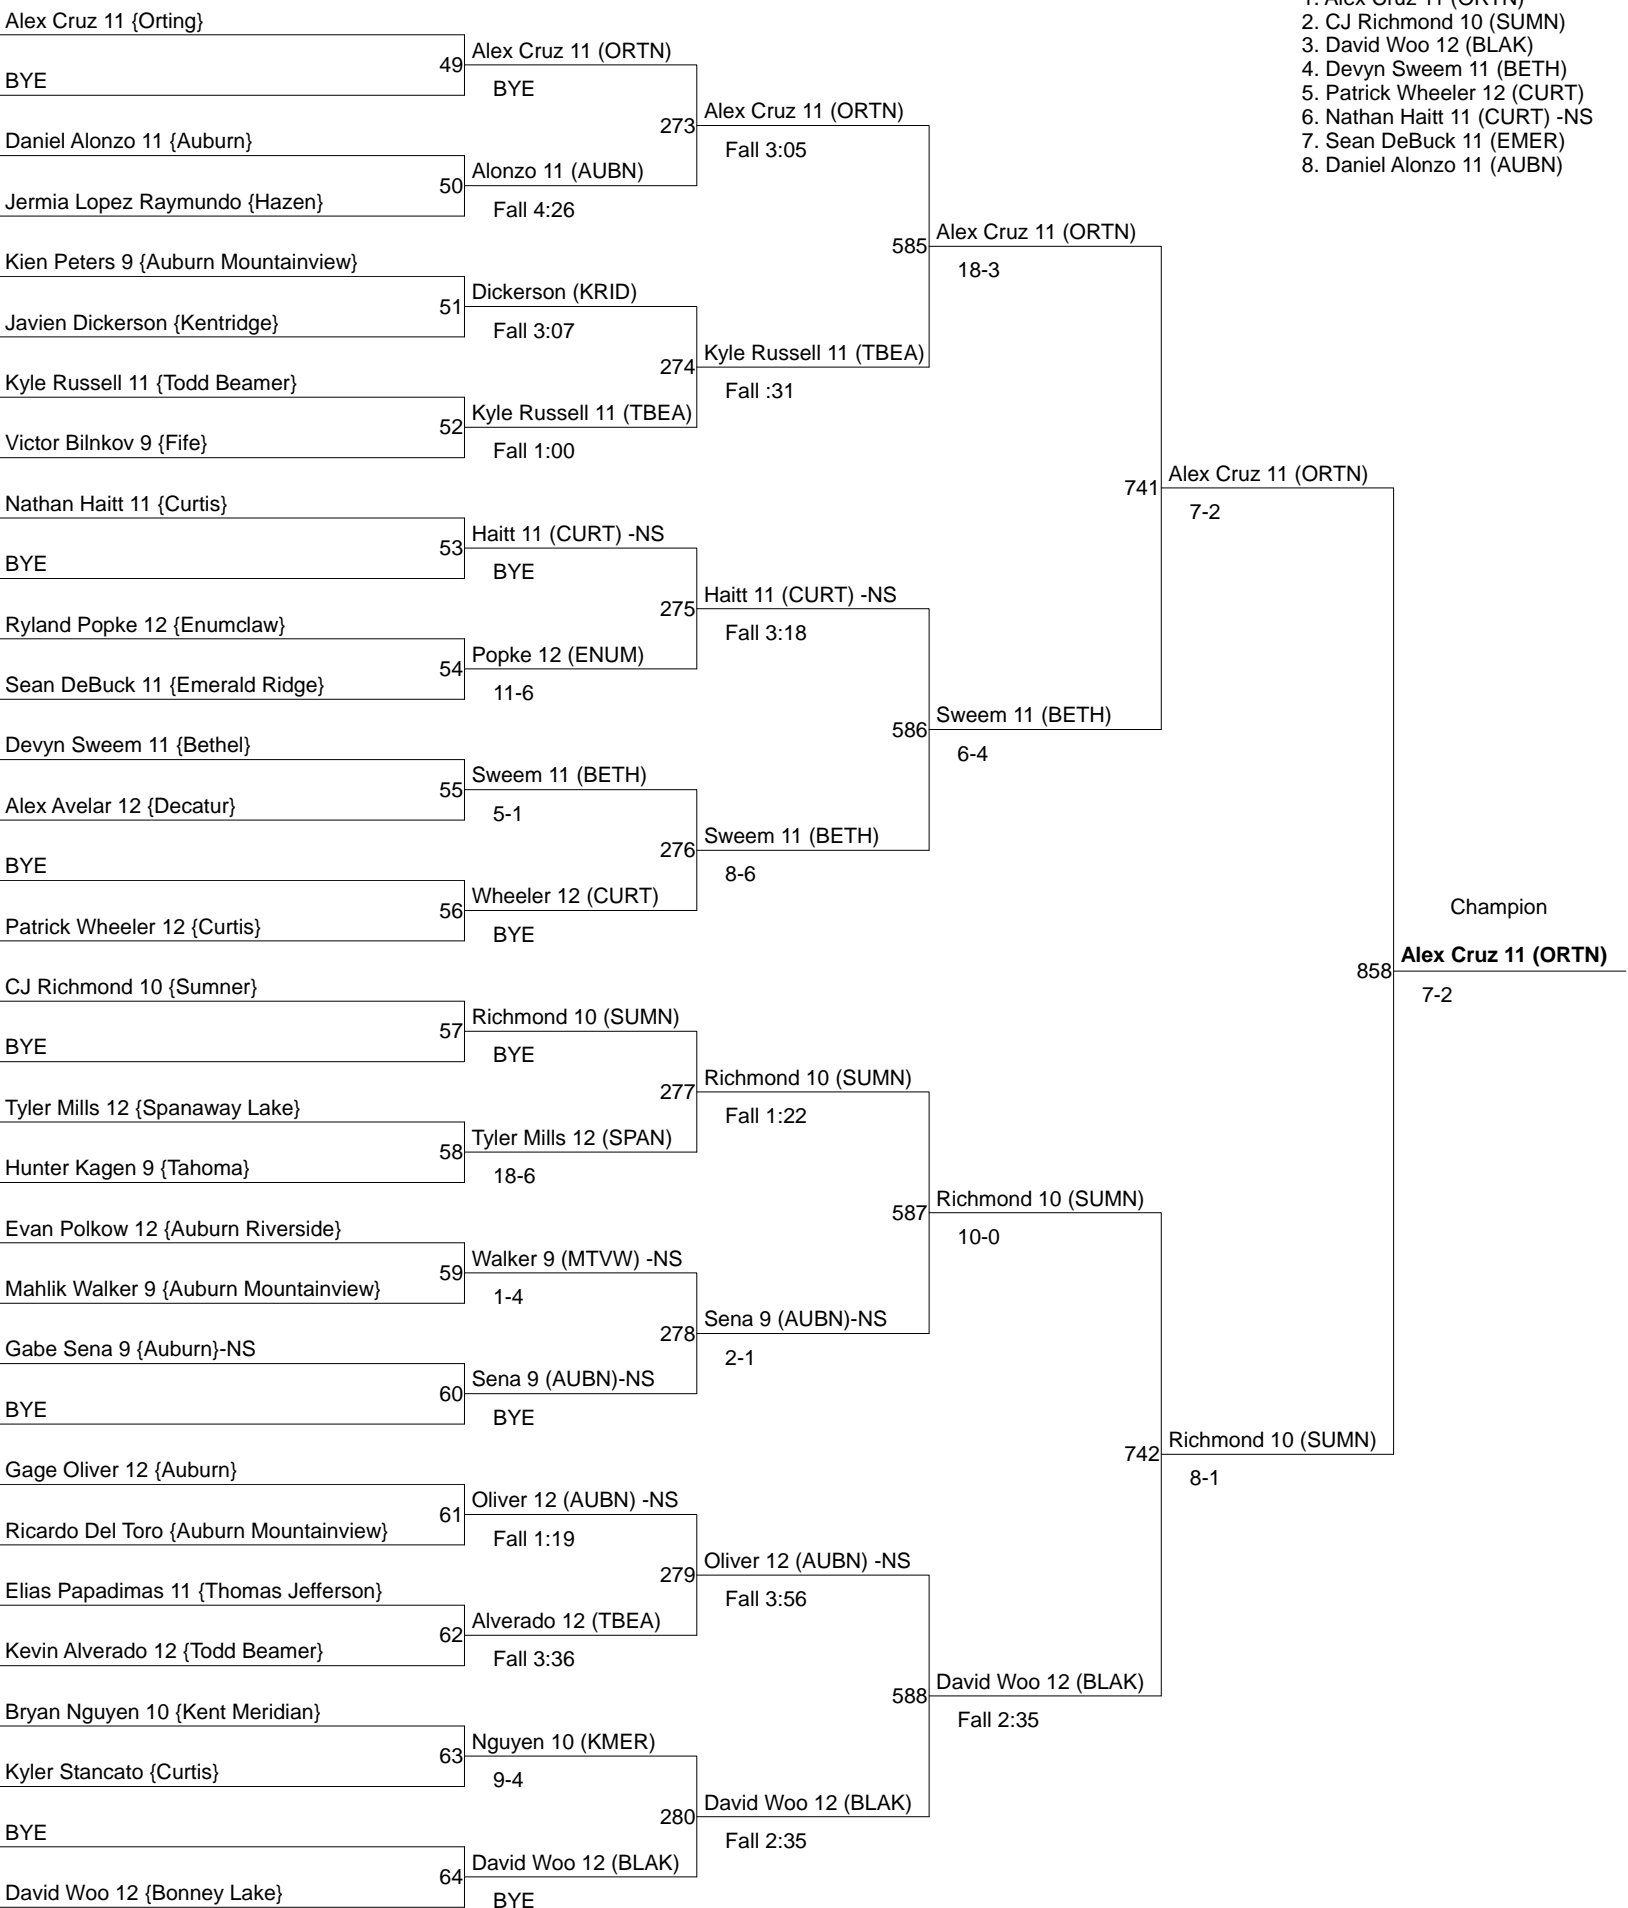 1. Alex Cruz 11 (ORTN)
2. CJ Richmond 10 (SUMN)
3. David Woo 12 (BLAK)
4. Devyn Sweem 11 (BETH)
5. Patrick Wheeler 12 (CURT)
6. Nathan Haitt 11 (CURT) -NS
7. Sean DeBuck 11 (EMER)
8. Daniel Alonzo 11 (AUBN)
Alex Cruz 11 {Orting}
BYE
Daniel Alonzo 11 {Auburn}
Jermia Lopez Raymundo {Hazen}
Kien Peters 9 {Auburn Mountainview}
Javien Dickerson {Kentridge}
Kyle Russell 11 {Todd Beamer}
Victor Bilnkov 9 {Fife}
Nathan Haitt 11 {Curtis}
BYE
Ryland Popke 12 {Enumclaw}
Sean DeBuck 11 {Emerald Ridge}
Devyn Sweem 11 {Bethel}
Alex Avelar 12 {Decatur}
BYE
Patrick Wheeler 12 {Curtis}
CJ Richmond 10 {Sumner}
BYE
Tyler Mills 12 {Spanaway Lake}
Hunter Kagen 9 {Tahoma}
Evan Polkow 12 {Auburn Riverside}
Mahlik Walker 9 {Auburn Mountainview}
Gabe Sena 9 {Auburn}-NS
BYE
Gage Oliver 12 {Auburn}
Ricardo Del Toro {Auburn Mountainview}
Elias Papadimas 11 {Thomas Jefferson}
Kevin Alverado 12 {Todd Beamer}
Bryan Nguyen 10 {Kent Meridian}
Kyler Stancato {Curtis}
BYE
David Woo 12 {Bonney Lake}
49 Alex Cruz 11 (ORTN)
BYE
50 Alonzo 11 (AUBN)
Fall 4:26
51 Dickerson (KRID)
Fall 3:07
52 Kyle Russell 11 (TBEA)
Fall 1:00
53 Haitt 11 (CURT) -NS
BYE
54 Popke 12 (ENUM)
11-6
55 Sweem 11 (BETH)
5-1
56 Wheeler 12 (CURT)
BYE
57 Richmond 10 (SUMN)
BYE
58 Tyler Mills 12 (SPAN)
18-6
59 Walker 9 (MTVW) -NS
1-4
60 Sena 9 (AUBN)-NS
BYE
61 Oliver 12 (AUBN) -NS
Fall 1:19
62 Alverado 12 (TBEA)
Fall 3:36
63 Nguyen 10 (KMER)
9-4
64 David Woo 12 (BLAK)
BYE
273 Alex Cruz 11 (ORTN)
Fall 3:05
274 Kyle Russell 11 (TBEA)
Fall :31
275 Haitt 11 (CURT) -NS
Fall 3:18
276 Sweem 11 (BETH)
8-6
277 Richmond 10 (SUMN)
Fall 1:22
278 Sena 9 (AUBN)-NS
2-1
279 Oliver 12 (AUBN) -NS
Fall 3:56
280 David Woo 12 (BLAK)
Fall 2:35
585 Alex Cruz 11 (ORTN)
18-3
586 Sweem 11 (BETH)
6-4
587 Richmond 10 (SUMN)
10-0
588 David Woo 12 (BLAK)
Fall 2:35
741 Alex Cruz 11 (ORTN)
7-2
742 Richmond 10 (SUMN)
8-1
Champion
858 Alex Cruz 11 (ORTN)
7-2